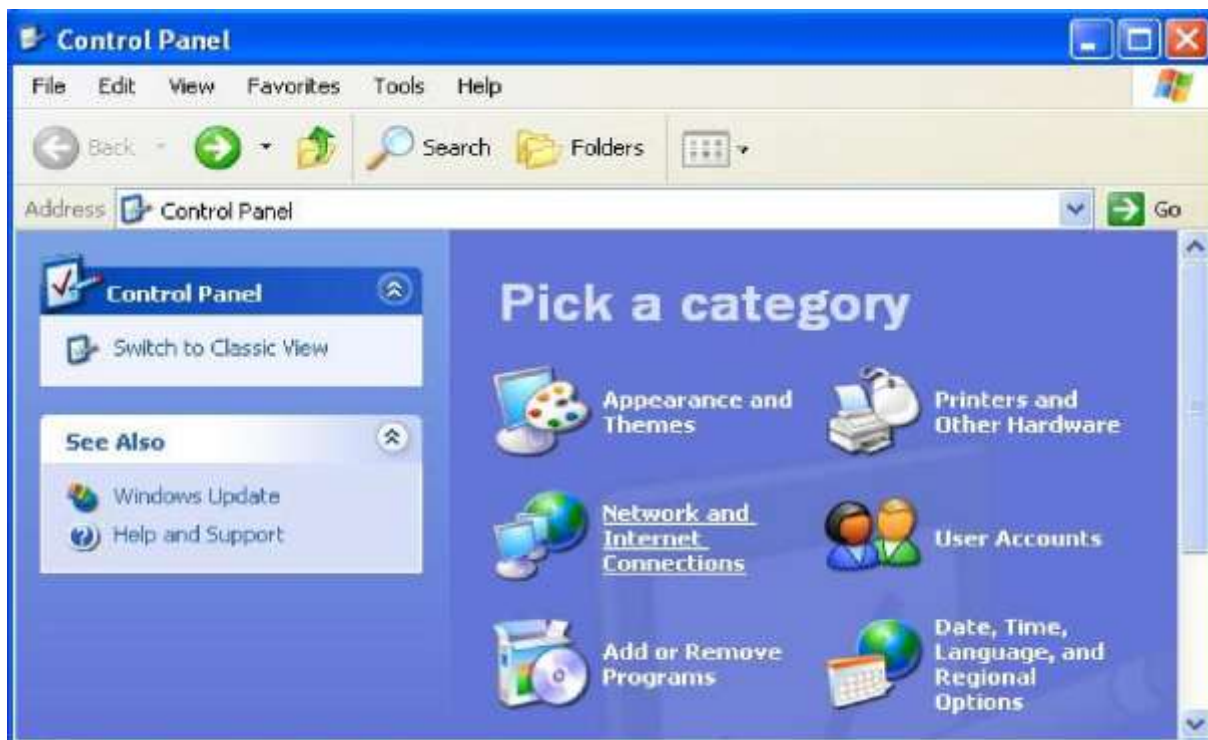 Control Panel
File Edit View Favorites Tools Help
Back Search Folders
Address Control Panel Go
Control Panel
Switch to Classic View
See Also
Windows Update
Help and Support
Pick a category
Appearance and
Themes
Printers and
Other Hardware
Network and
Internet
Connections
User Accounts
Add or Remove
Programs
Date, Time,
Language, and
Regional
Options